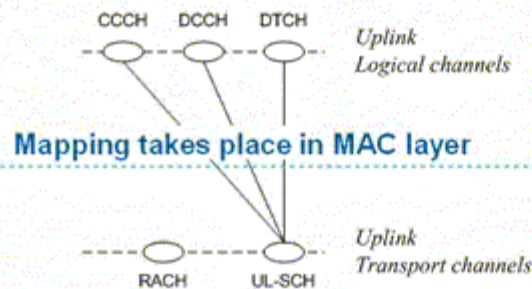 CCCH DCCH DTCH
Uplink
Logical channels
Mapping takes place in MAC layer
Uplink
Transport channels
RACH UL-SCH